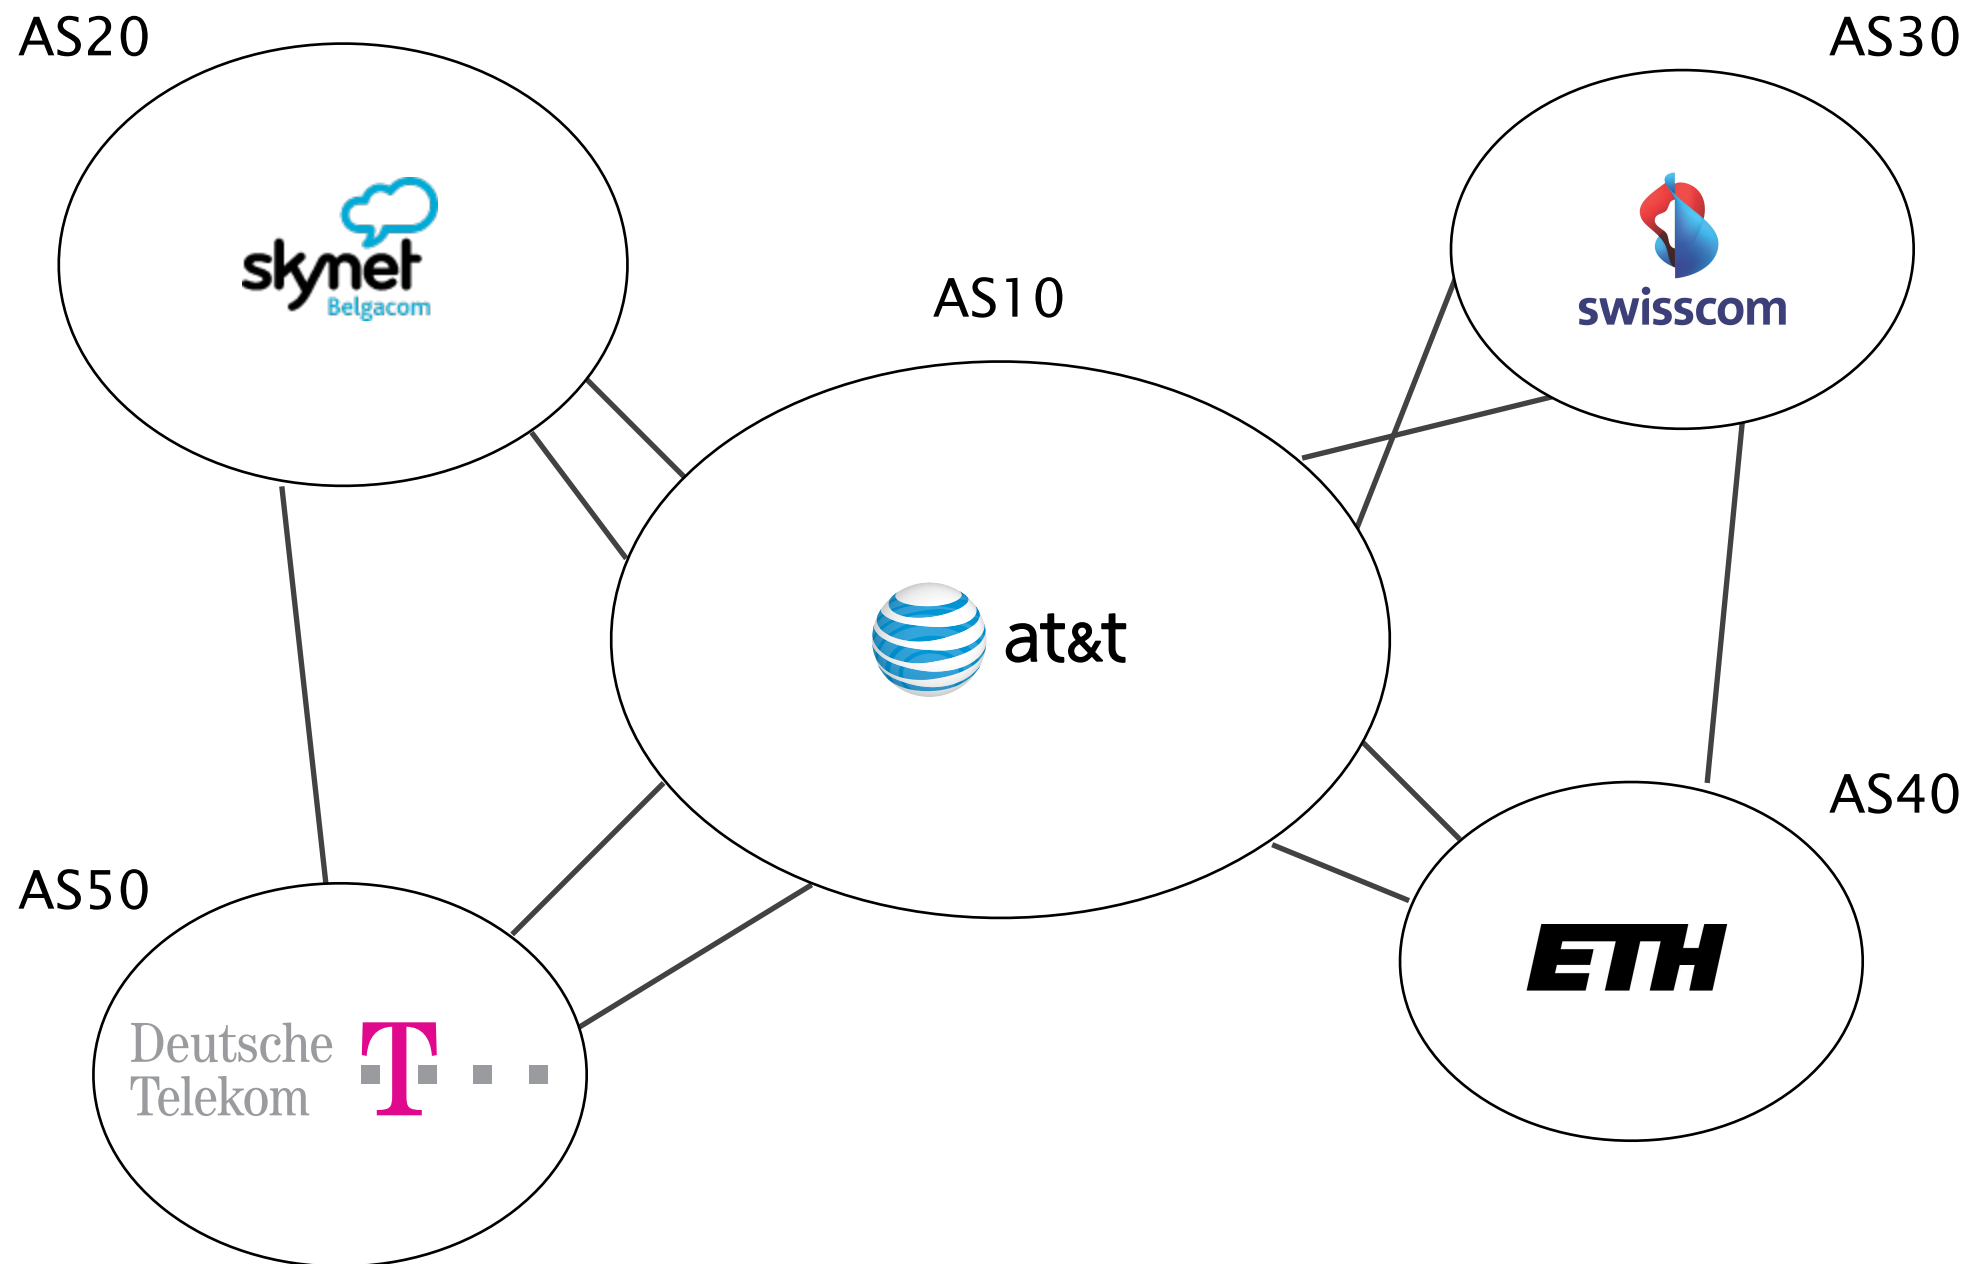 AS20
AS30
skynet
Belgacom
swisscom
AS10
at&t
AS40
ETH
AS50
Deutsche
Telekom
T